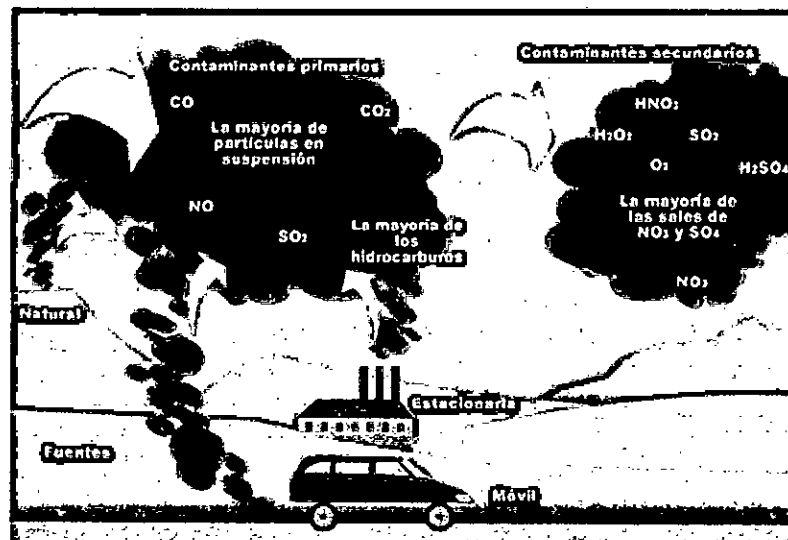 Contaminantes primarios
CO
CO₂
La mayoría de
partículas en
suspensión
NO
SO₂
La mayoría de
los
hidrocarburos
Contaminantes secundarios
HNO₃
H₂O₂
SO₂
O₃
H₂SO₄
La mayoría de
las sales de
NO₃ y SO₄
NO₃
Natural
Estacionaria
Fuentes
Móvil